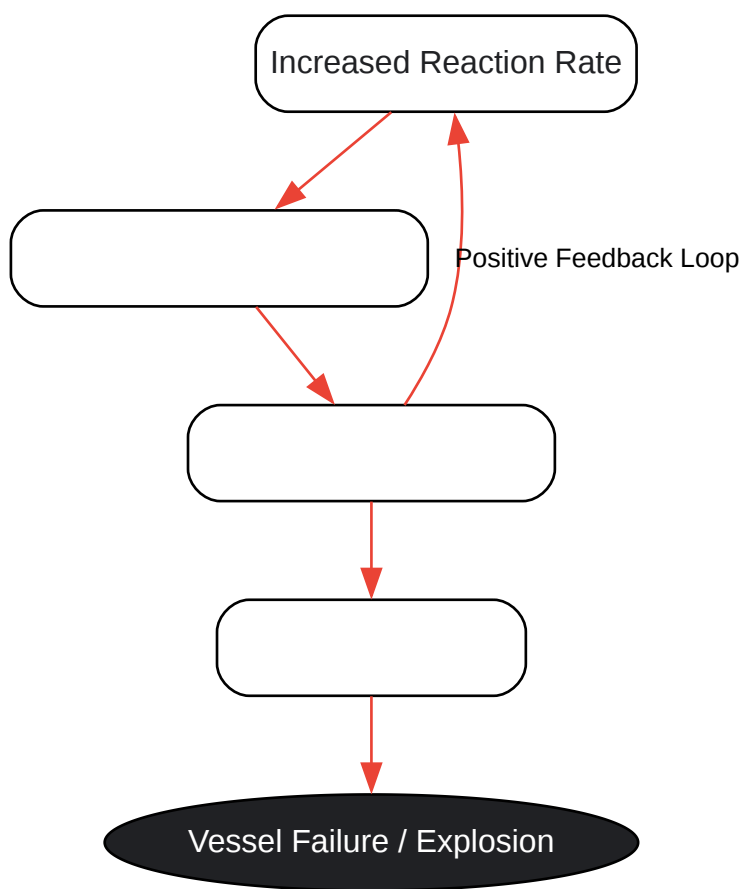 Increased Reaction Rate
Positive Feedback Loop
Vessel Failure / Explosion